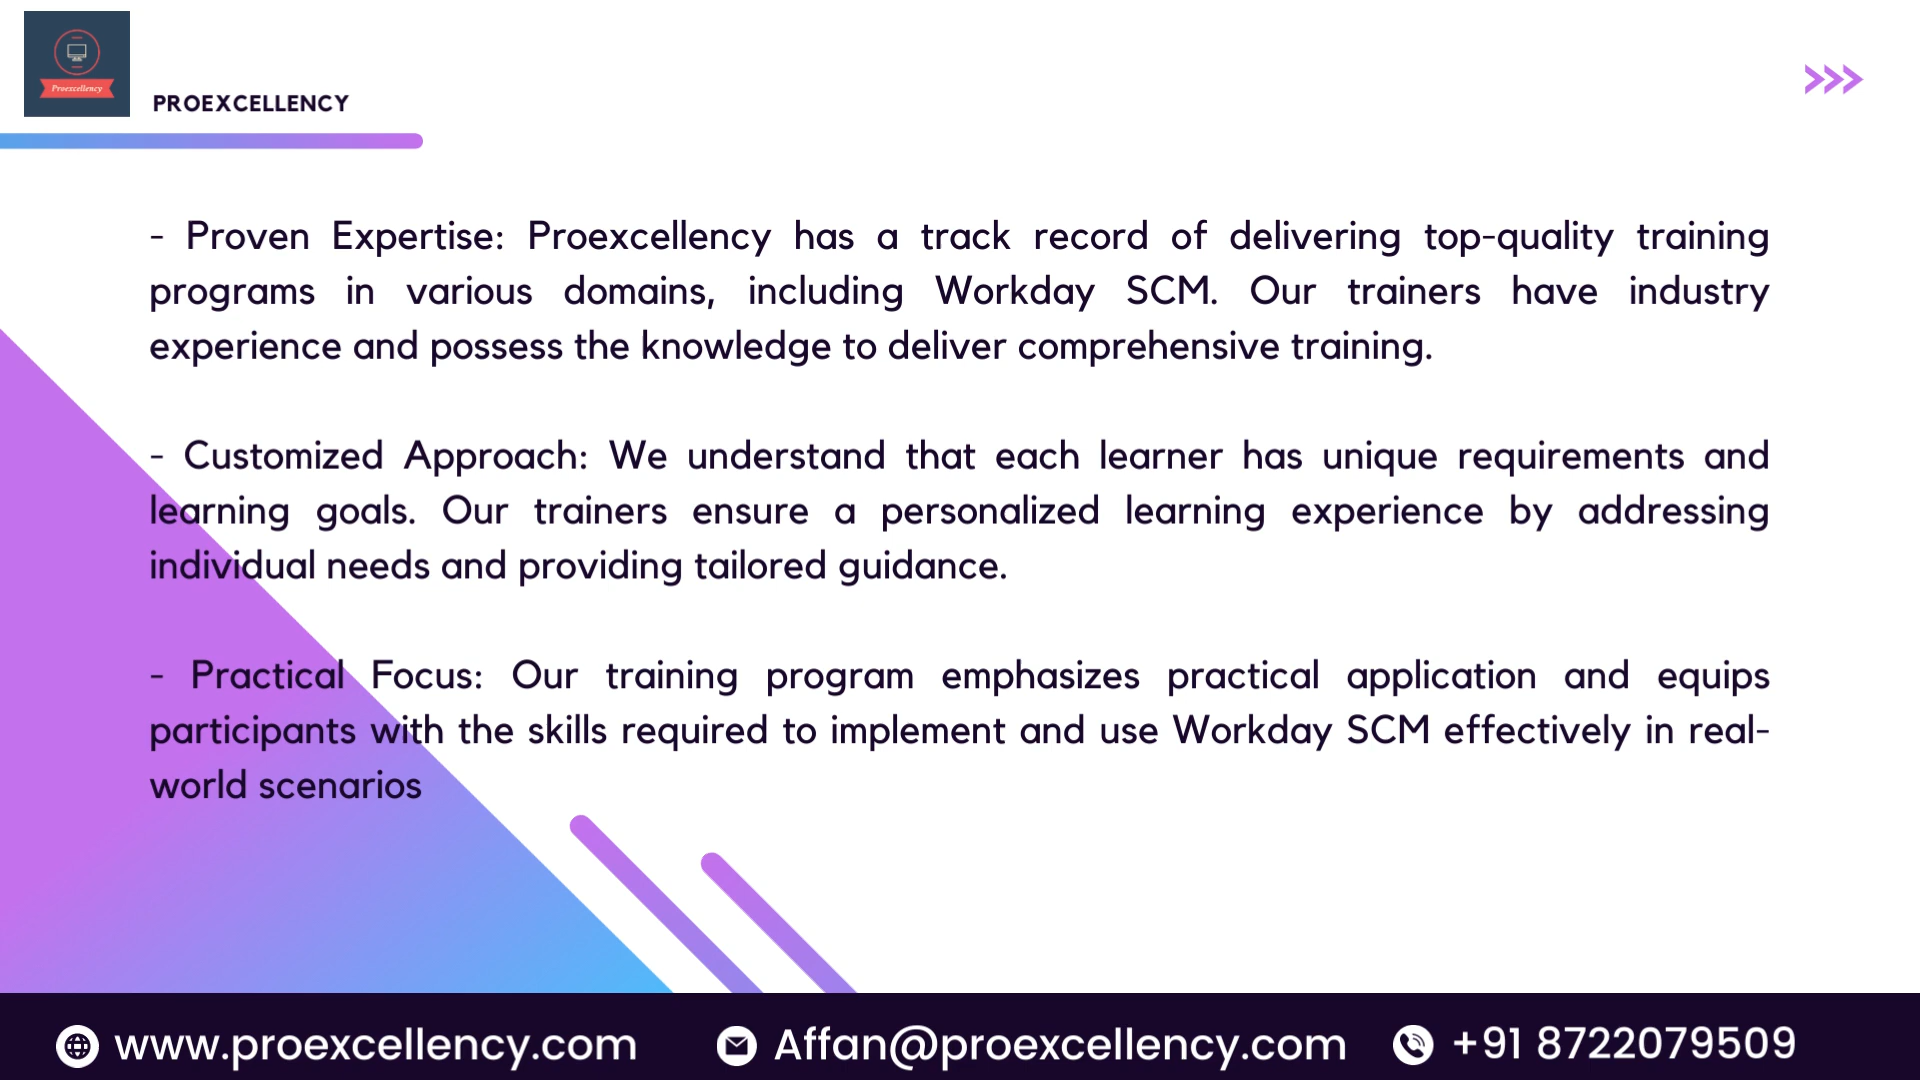 Proexcellency
PROEXCELLENCY
- Proven Expertise: Proexcellency has a track record of delivering top-quality training
programs in various domains, including Workday SCM. Our trainers have industry
experience and possess the knowledge to deliver comprehensive training.
- Customized Approach: We understand that each learner has unique requirements and
learning goals. Our trainers ensure a personalized learning experience by addressing
individual needs and providing tailored guidance.
- Practical Focus: Our training program emphasizes practical application and equips
participants with the skills required to implement and use Workday SCM effectively in real-
world scenarios
www.proexcellency.com
Affan@proexcellency.com
+91 8722079509